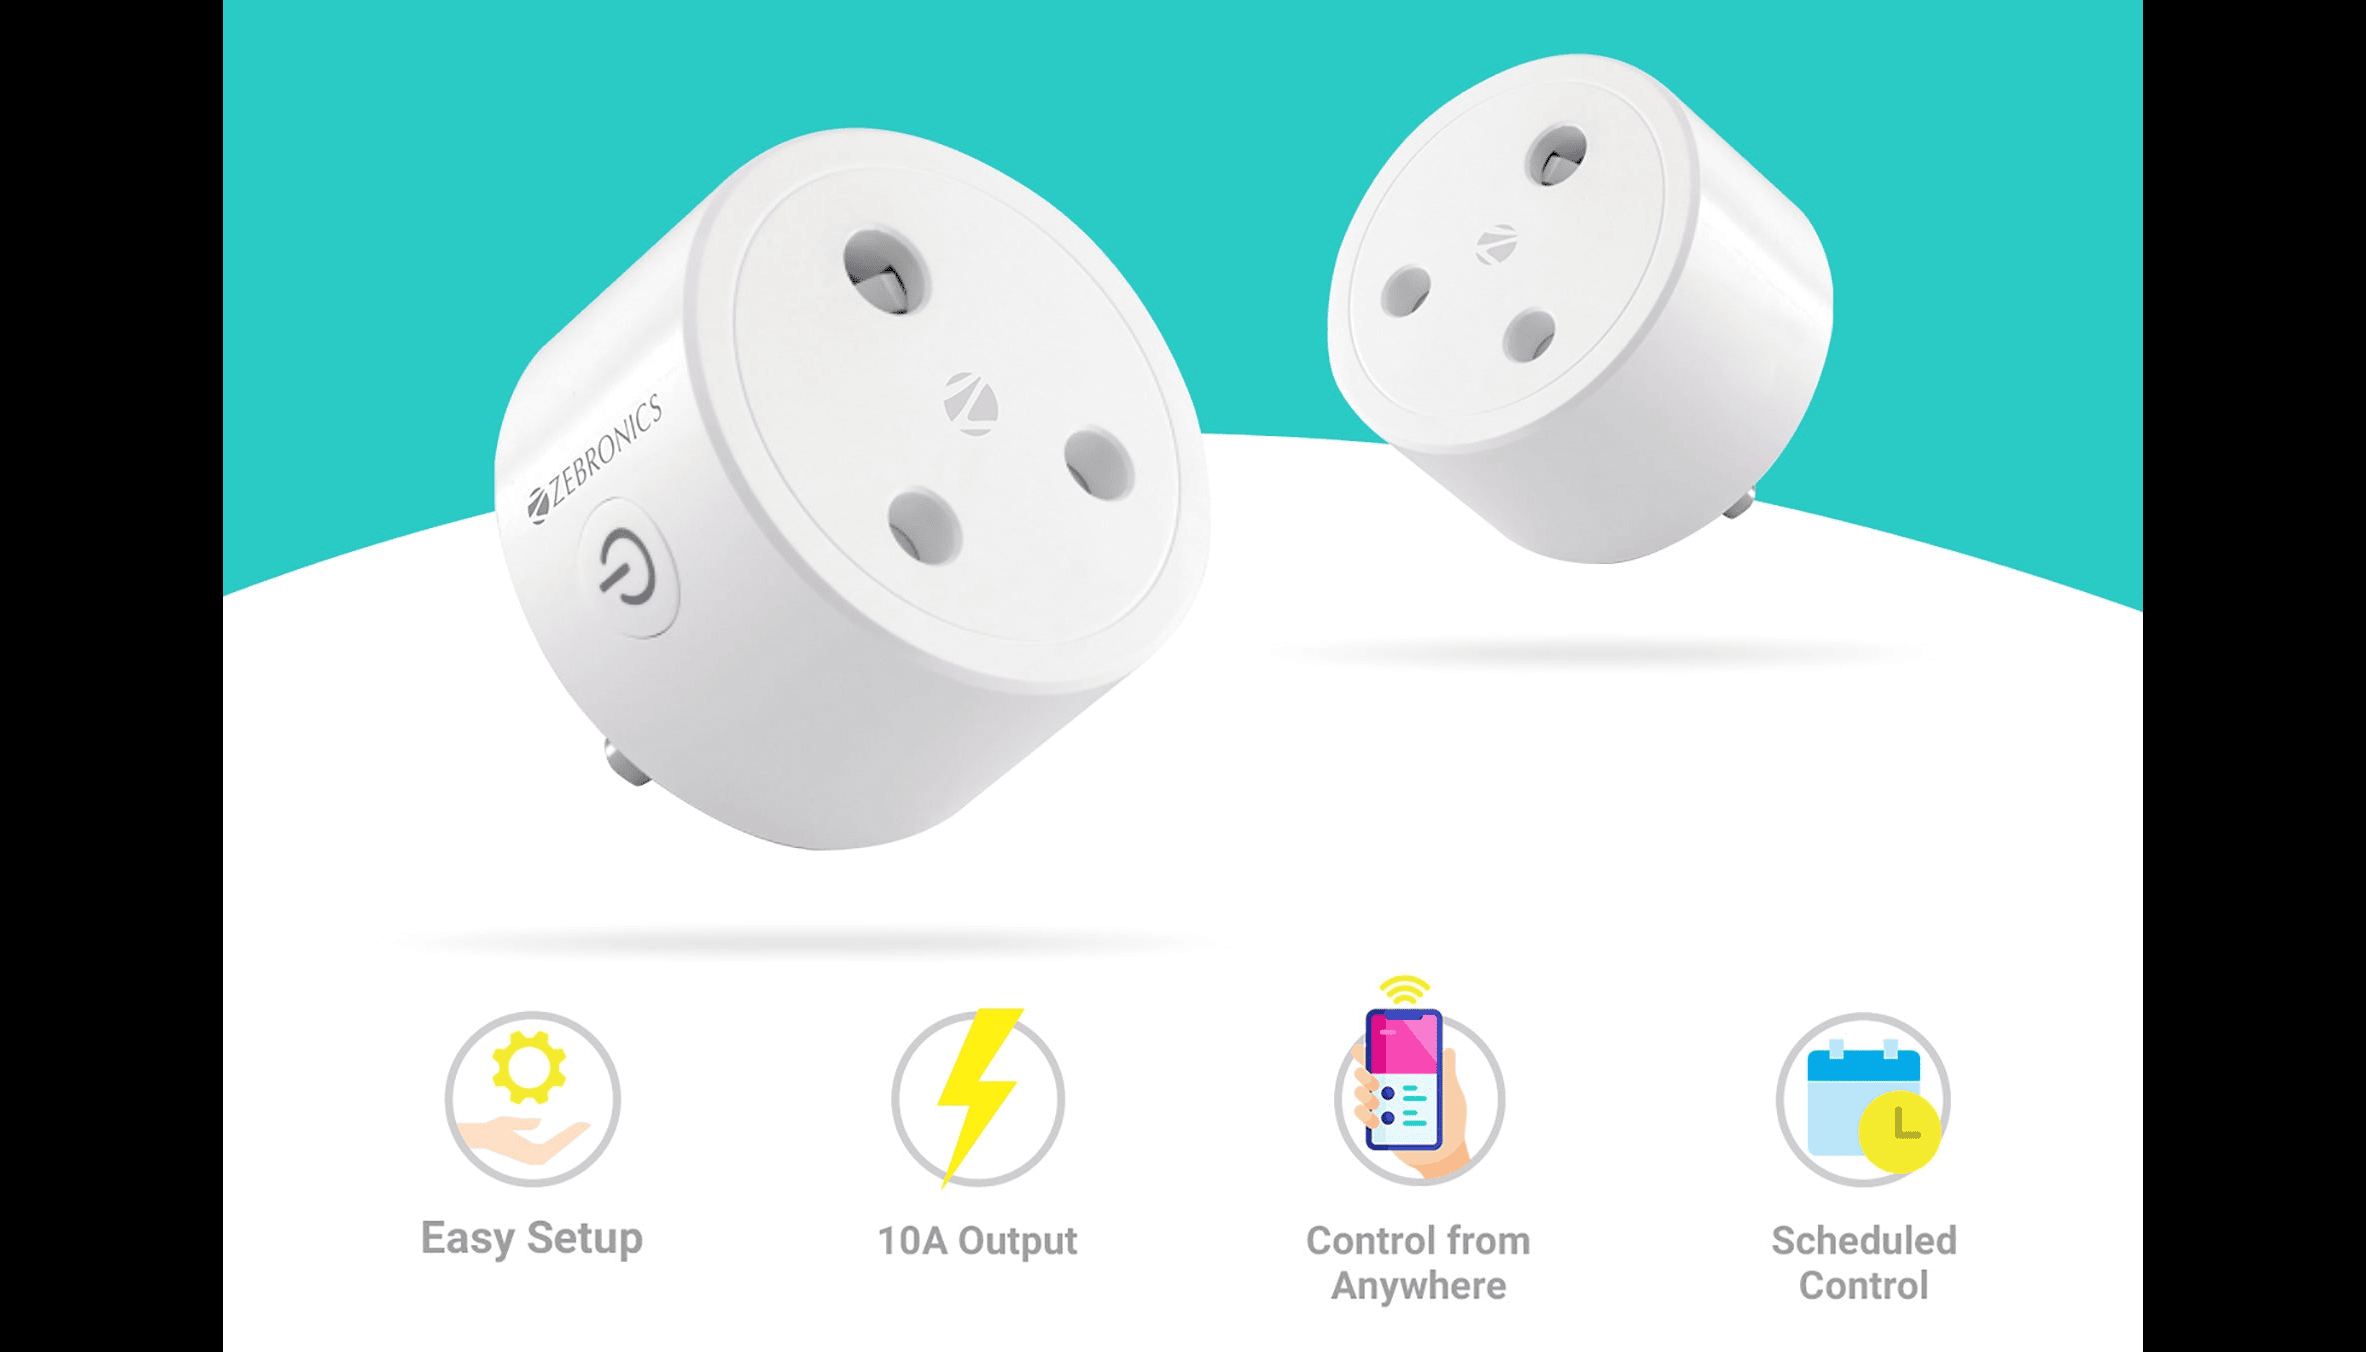 ZEBRONICS
Easy Setup
10A Output
Control from
Anywhere
Scheduled
Control